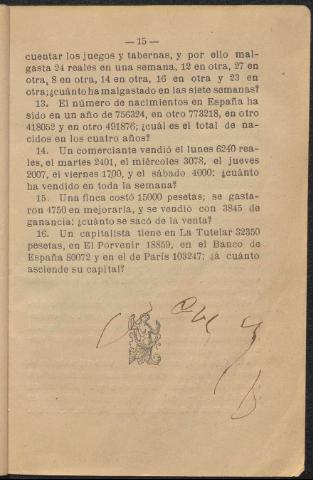 — 15 —
cuentar los juegos y tabernas, y por ello mal-
gasta 24 reales en una semana, 12 en otra, 27 en
otra, 8 en otra, 14 en otra, 16 en otra y 23 en
otra; ¿cuánto ha malgastado en las siete semanas?
13. El número de nacimientos en España ha
sido en un año de 756324, en otro 773218, en otro
418052 y en otro 491876; ¿cuál es el total de na-
cidos en los cuatro años?
14. Un comerciante vendió el lunes 6240 rea-
les, el martes 2401, el miércoles 3078, el jueves
2007, el viernes 1700, y el sábado 4000: ¿cuánto
ha vendido en toda la semana?
15. Una finca costó 15000 pesetas; se gasta-
ron 4750 en mejorarla, y se vendió con 3845 de
ganancia: ¿cuánto se sacó de la venta?
16. Un capitalista tiene en La Tutelar 32350
pesetas, en El Porvenir 18859, en el Banco de
España 80072 y en el de París 103247: ¿á cuánto
asciende su capital?